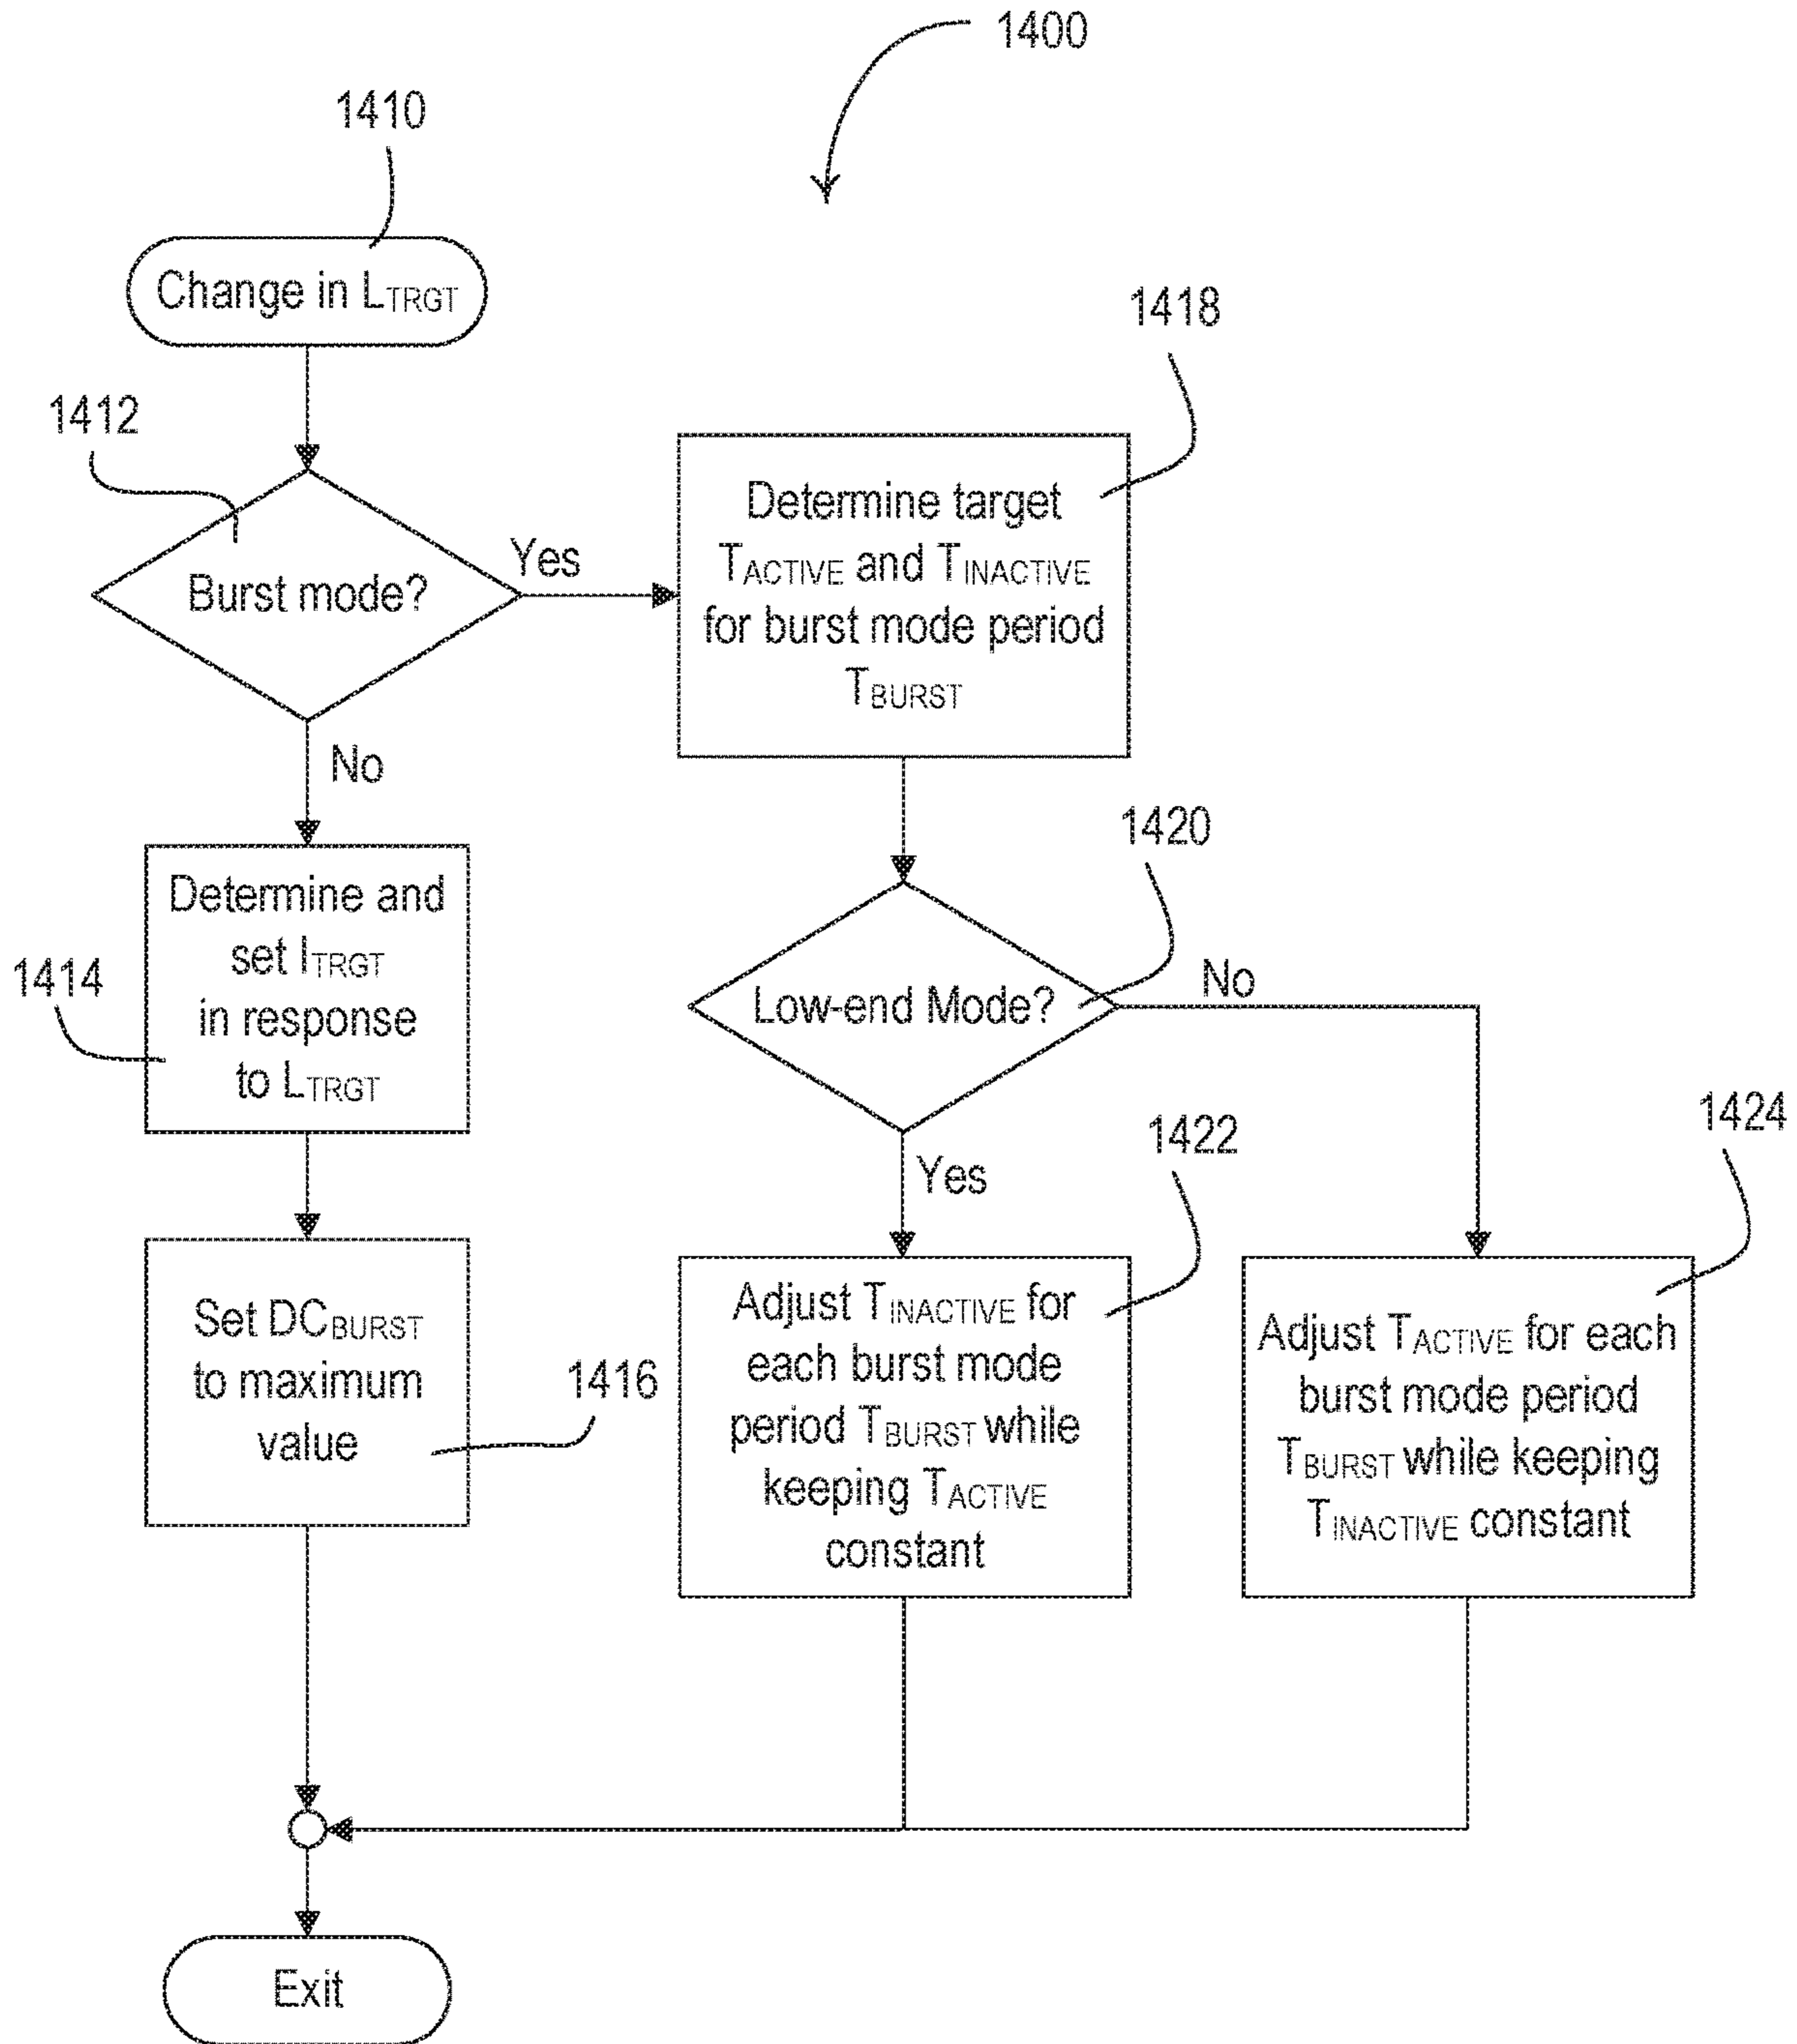 1400
1410
Change in LTRGT
1412
Burst mode?
Yes
No
1418
Determine target
TACTIVE and TINACTIVE
for burst mode period
TBURST
1414
Determine and
set ITRGT
in response
to LTRGT
1420
Low-end Mode?
No
Yes
1416
Set DCBURST
to maximum
value
1422
Adjust TINACTIVE for
each burst mode
period TBURST while
keeping TACTIVE
constant
1424
Adjust TACTIVE for each
burst mode period
TBURST while keeping
TINACTIVE constant
Exit